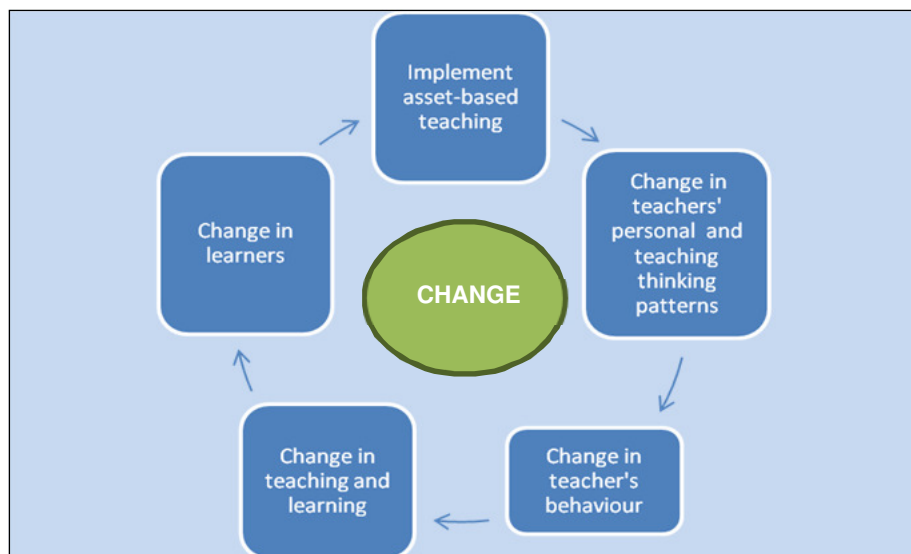 Implement
asset-based
teaching
Change in
teachers'
personal and
teaching
thinking
patterns
Change in
teacher's
behaviour
Change in
teaching and
learning
Change in
learners
CHANGE